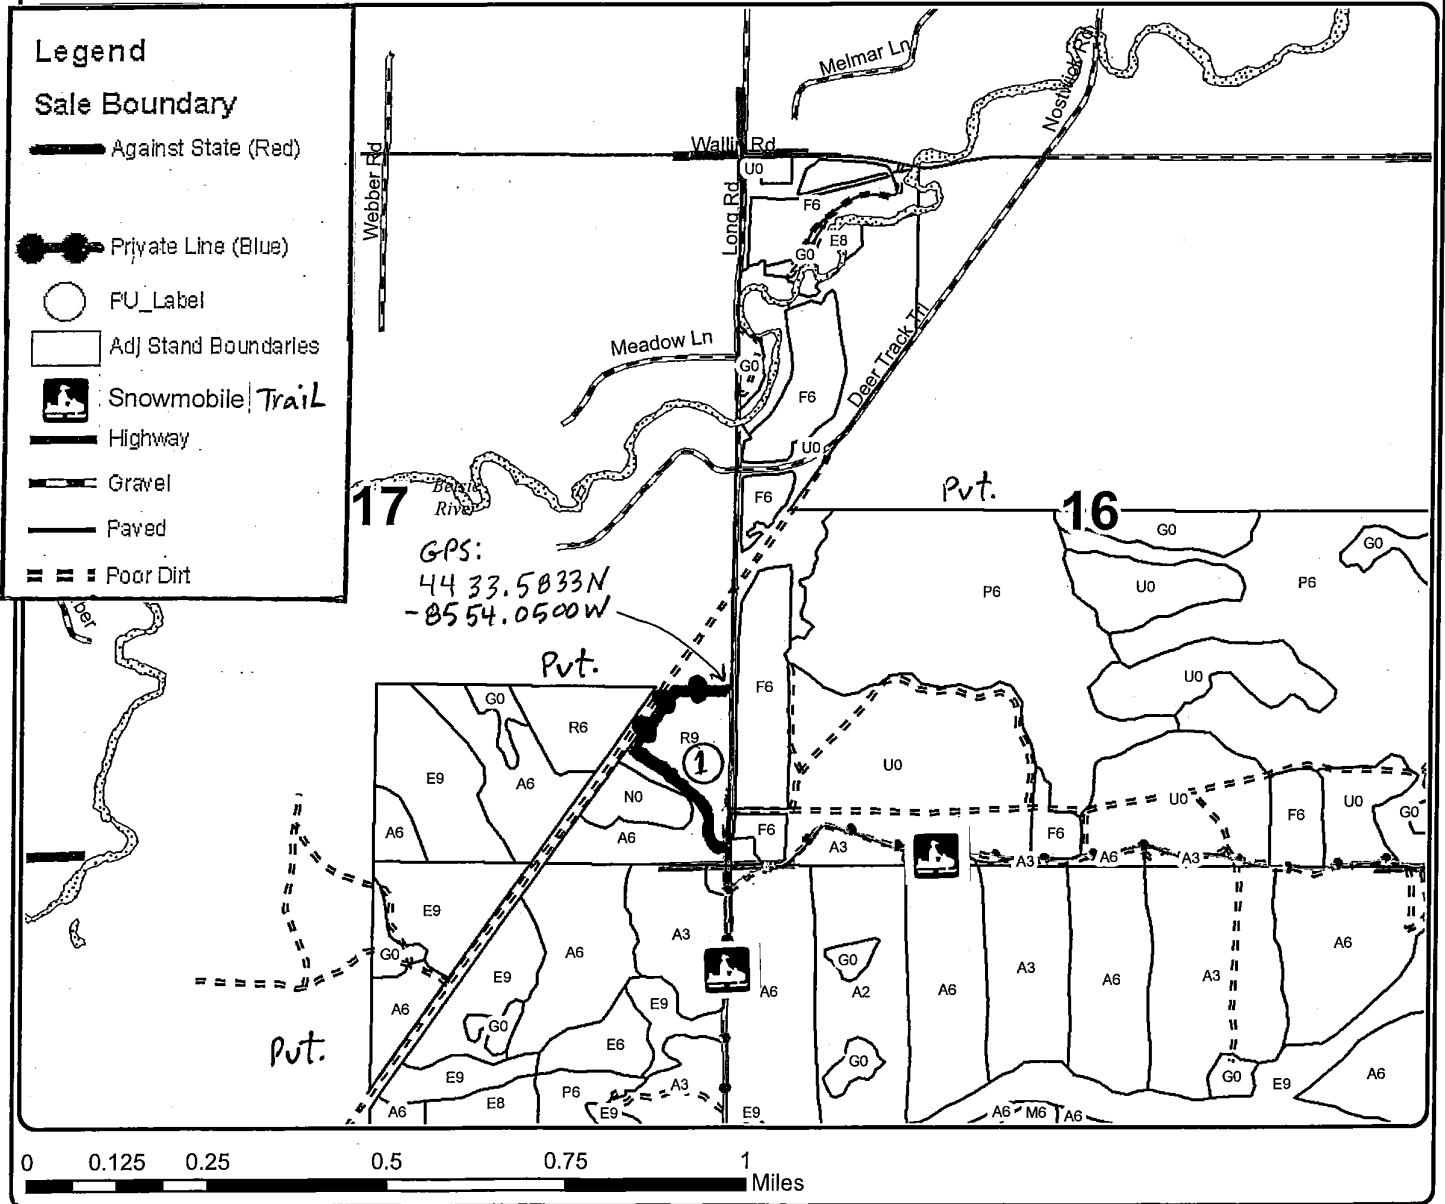 Legend
Sale Boundary
Against State (Red)
Private Line (Blue)
FU_Label
Adj Stand Boundaries
Snowmobile Trail
Highway
Gravel
Paved
Poor Dirt
Melmar Ln
Nostwick Rd
Wallin Rd
Webber Rd
Long Rd
U0
F6
E8
G0
Meadow Ln
G0
Deer Track Trl
F6
U0
Betsie
River
17
F6
Pvt.
16
G0
G0
GPS:
44 33.5833N
-8554.0500W
P6
U0
P6
ber
Pvt.
U0
F6
G0
R6
R9
1
E9
A6
N0
U0
U0
F6
U0
G0
A6
A6
F6
A3
F6
A3
A6
A3
E9
A6
A3
G0
A6
G0
E9
A6
A2
A6
A3
A6
A3
A6
E9
G0
Pvt.
E6
G0
E9
P6
A3
G0
E9
A6
A6
E8
E9
E9
A6
M6
A6
0
0.125
0.25
0.5
0.75
1
Miles